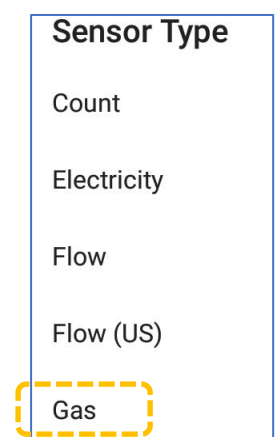 Sensor Type
Count
Electricity
Flow
Flow (US)
Gas